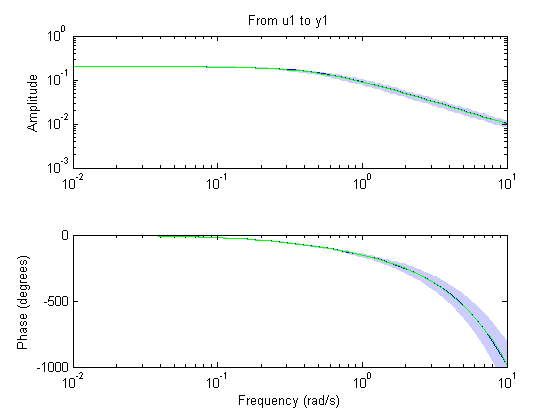 From u1 to y1
10^0
10^-1
10^-2
10^-3
Amplitude
10^-2 10^-1 10^0 10^1
0
-500
-1000
Phase (degrees)
10^-2 10^-1 10^0 10^1
Frequency (rad/s)